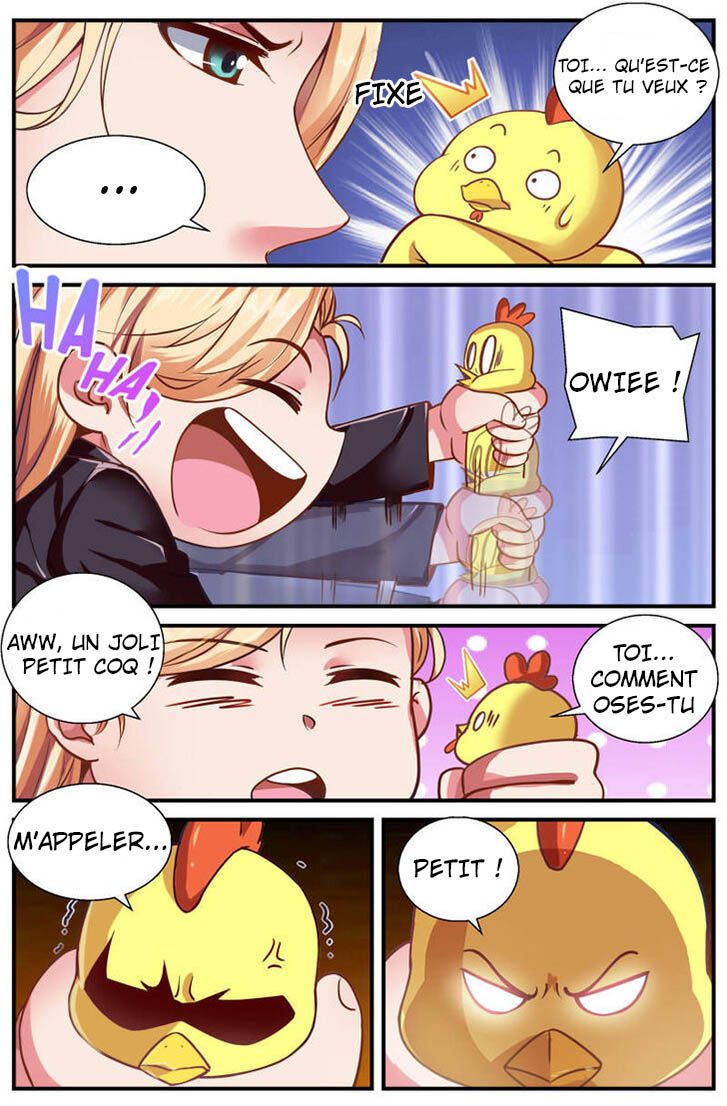 TOI... QU'EST-CE
QUE TU VEUX ?
FIXE
...
HA
HA!
OWIEE !
AWW, UN JOLI
PETIT COQ !
TOI...
COMMENT
OSES-TU
M'APPELER...
PETIT !